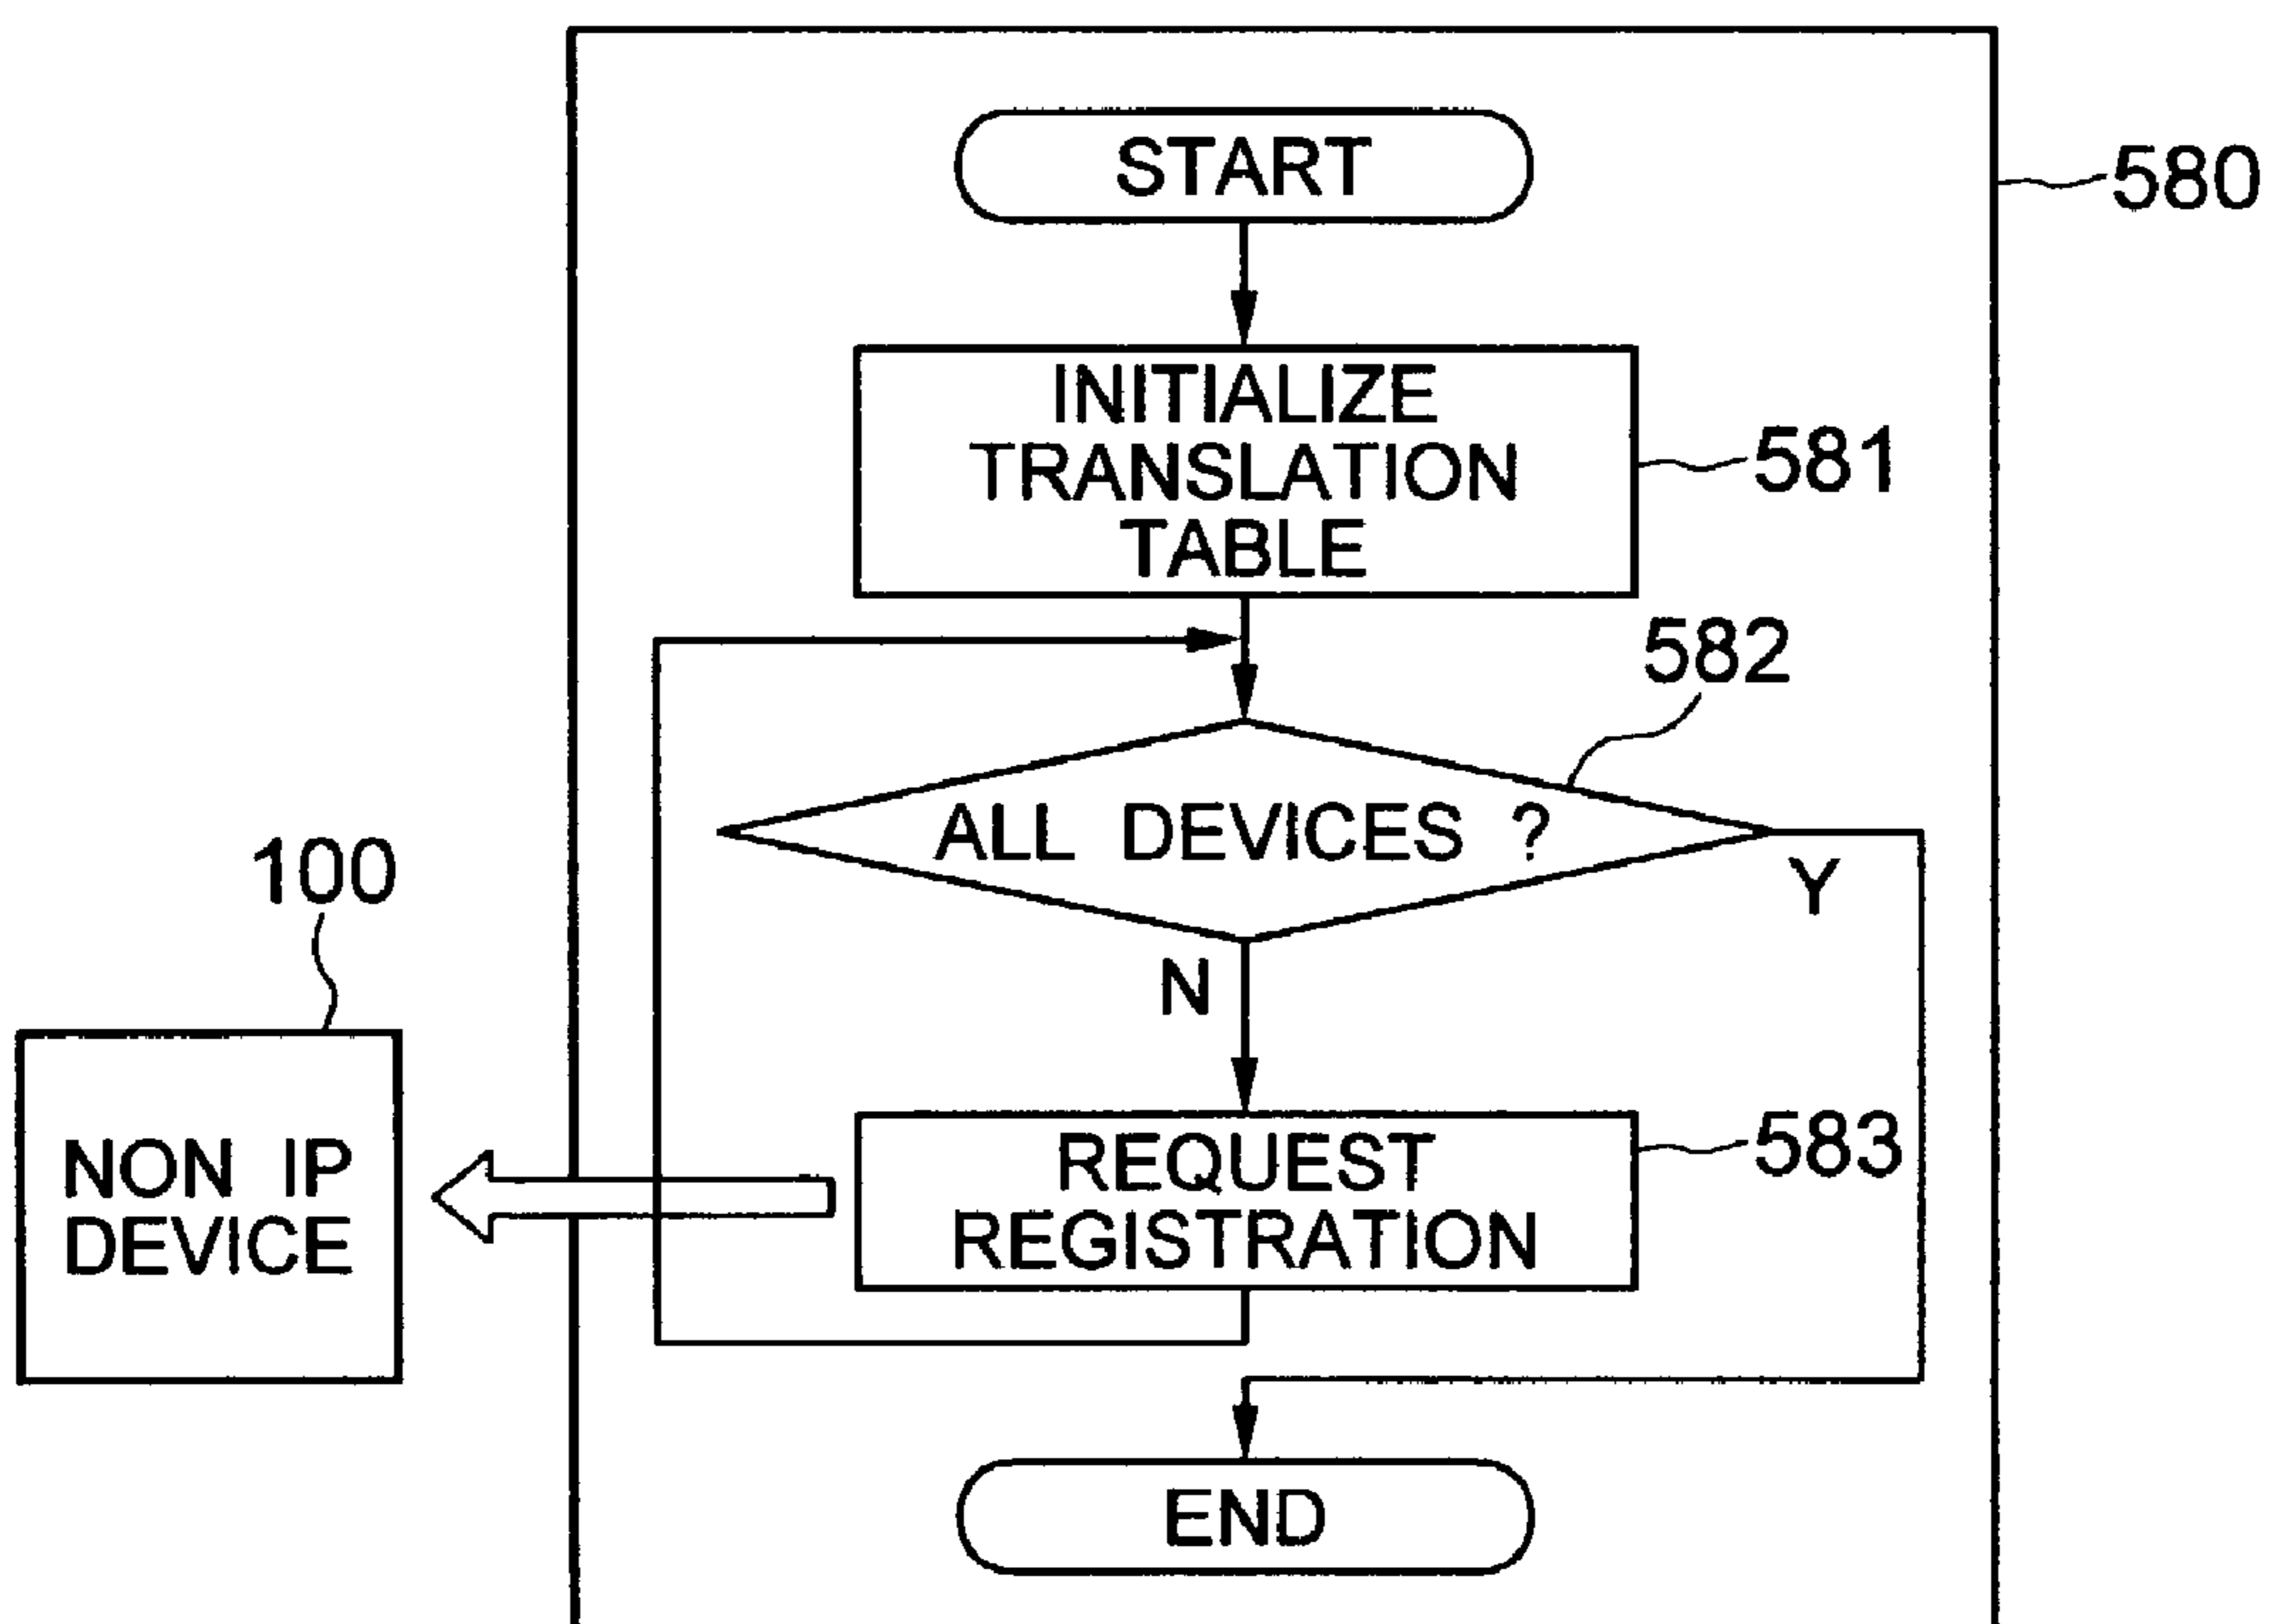 START
580
INITIALIZE
TRANSLATION
TABLE
581
582
ALL DEVICES ?
Y
N
100
NON IP
DEVICE
REQUEST
REGISTRATION
583
END